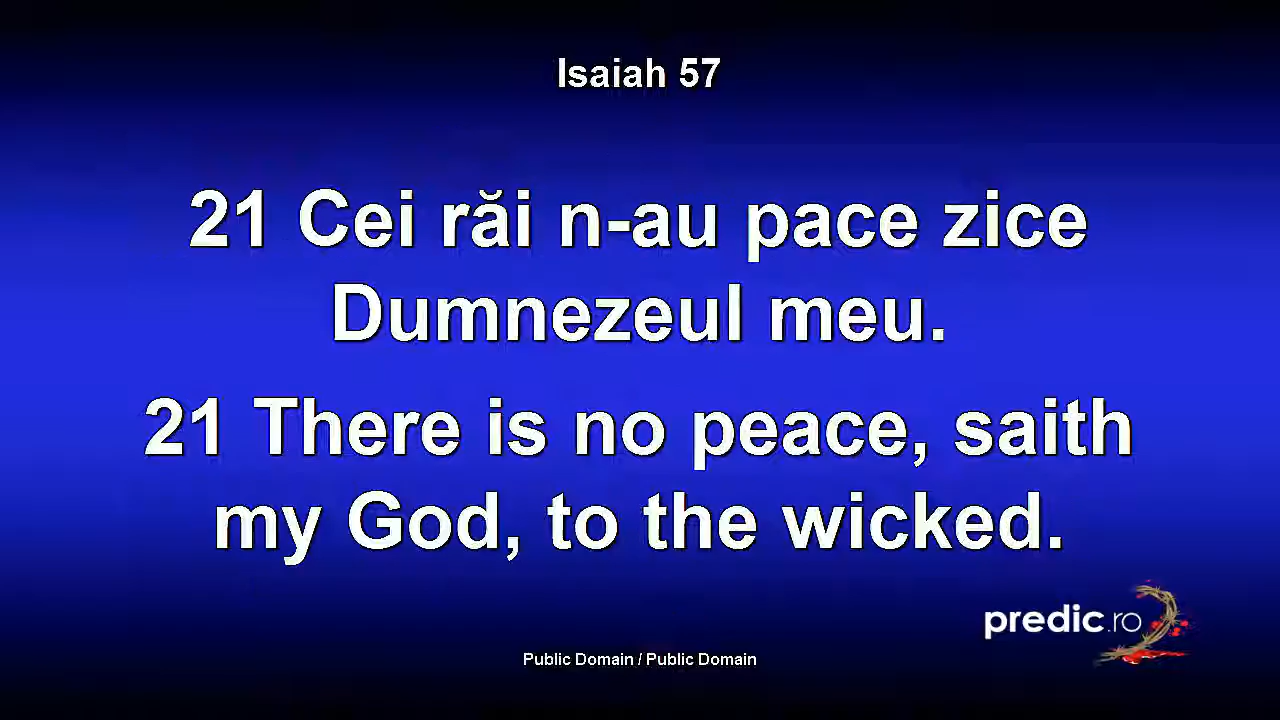 Isaiah 57
21 Cei răi n-au pace zice
Dumnezeul meu.
21 There is no peace, saith
my God, to the wicked.
predic.ro
Public Domain / Public Domain